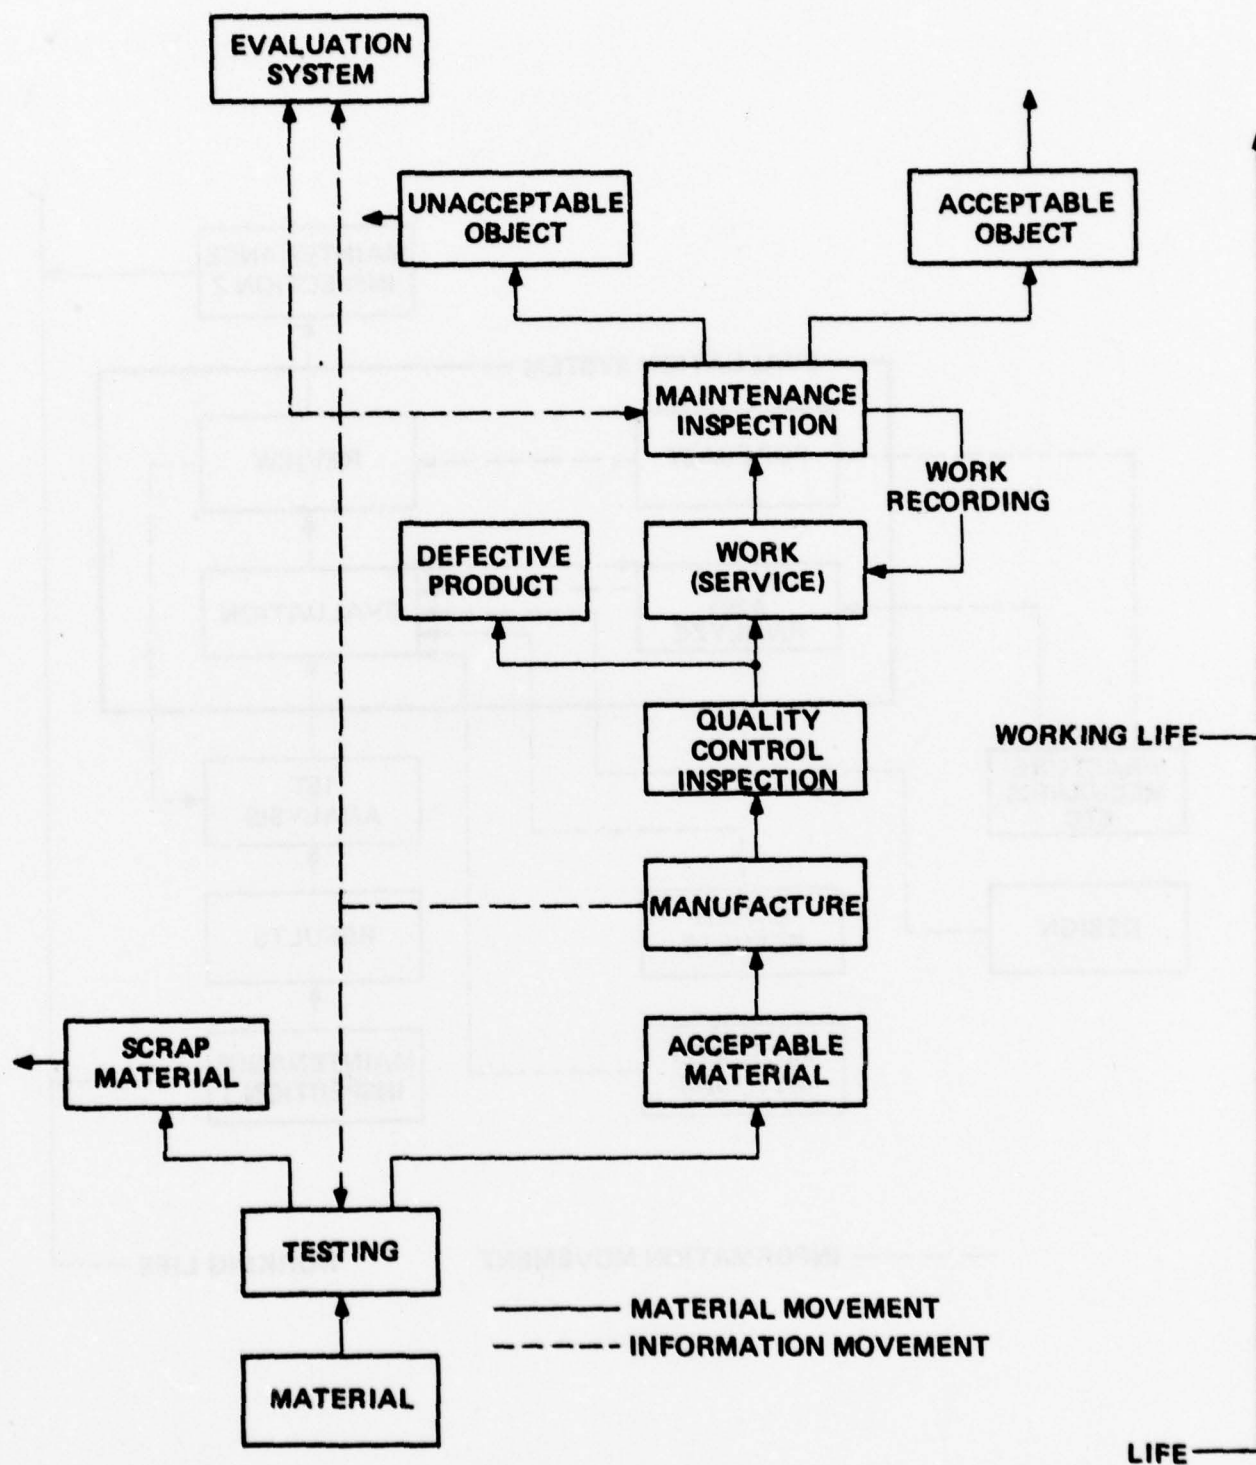 EVALUATION
SYSTEM
UNACCEPTABLE
OBJECT
ACCEPTABLE
OBJECT
MAINTENANCE
INSPECTION
WORK
RECORDING
DEFECTIVE
PRODUCT
WORK
(SERVICE)
QUALITY
CONTROL
INSPECTION
WORKING LIFE
MANUFACTURE
SCRAP
MATERIAL
ACCEPTABLE
MATERIAL
TESTING
MATERIAL MOVEMENT
INFORMATION MOVEMENT
MATERIAL
LIFE